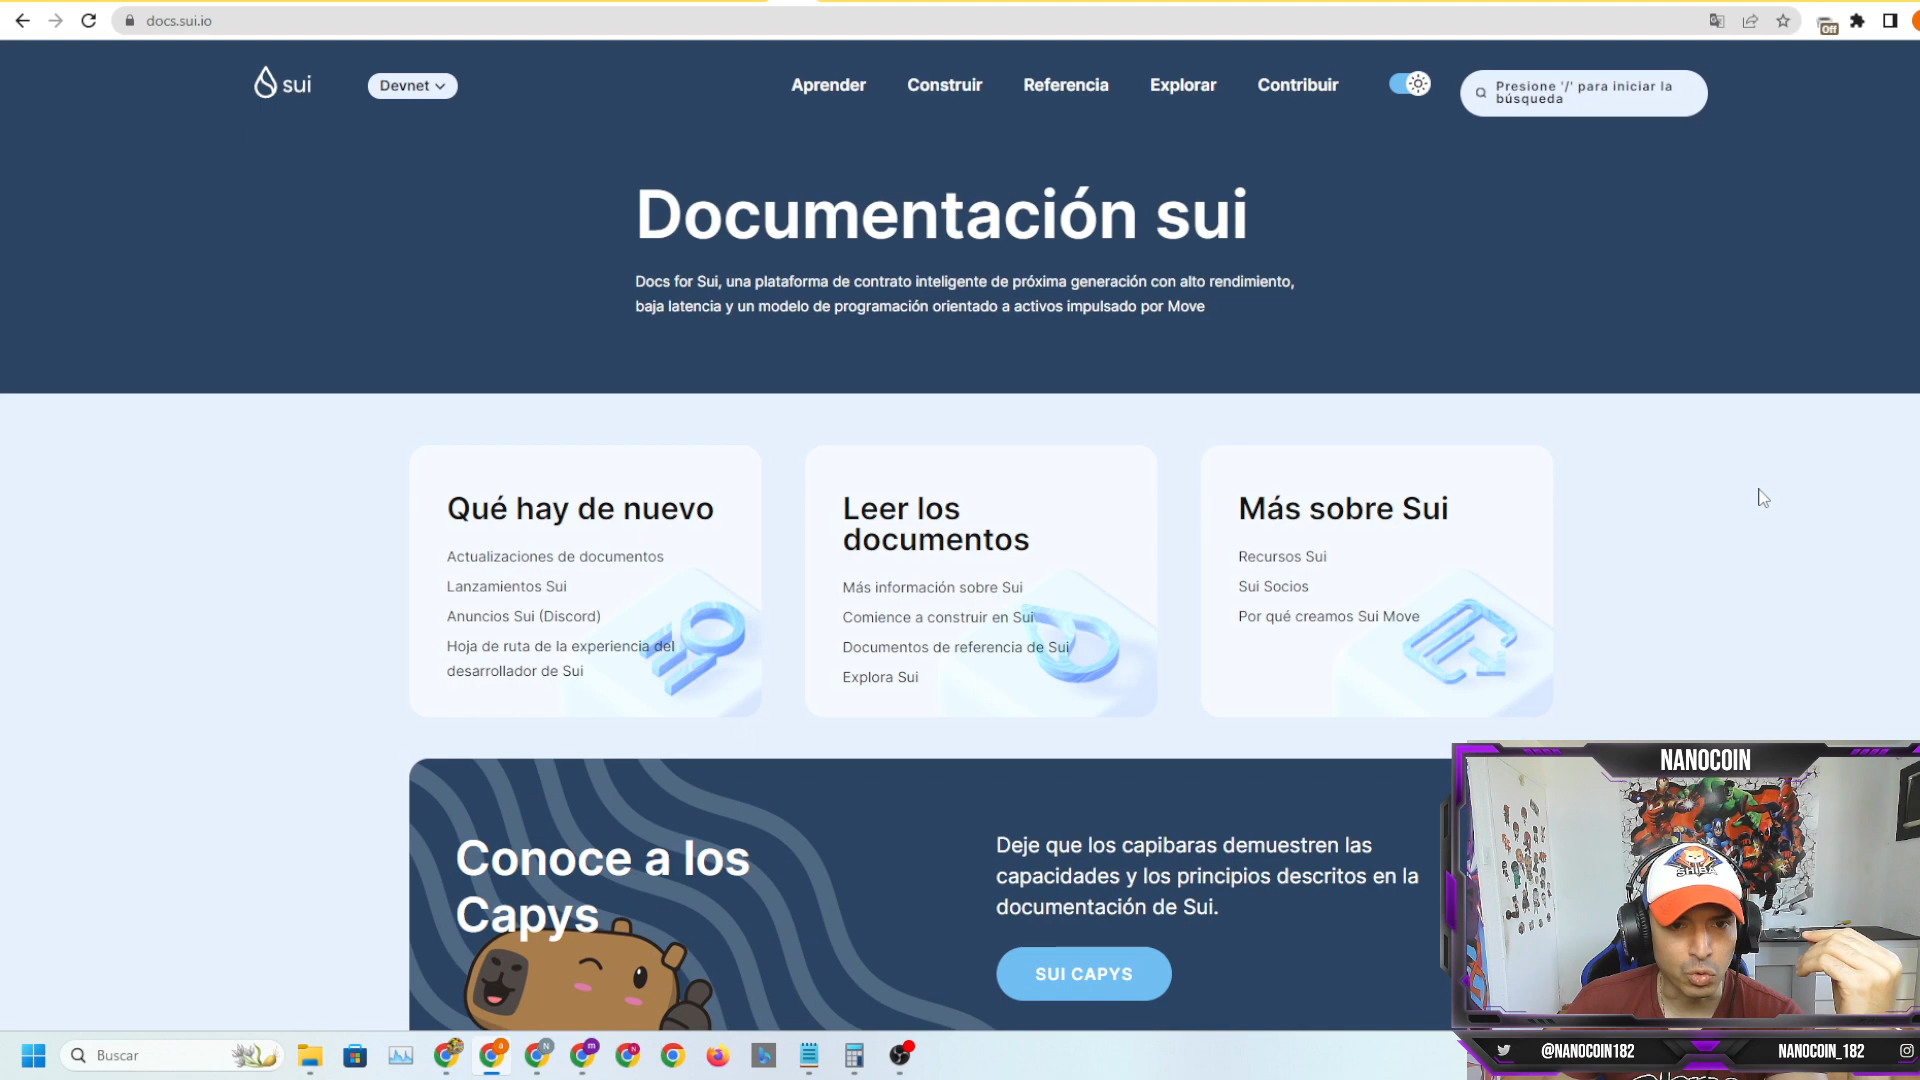 docs.sui.io
Off
sui
Devnet
Aprender
Construir
Referencia
Explorar
Contribuir
Presione '/' para iniciar la
búsqueda
Documentación sui
Docs for Sui, una plataforma de contrato inteligente de próxima generación con alto rendimiento,
baja latencia y un modelo de programación orientado a activos impulsado por Move
Qué hay de nuevo
Actualizaciones de documentos
Lanzamientos Sui
Anuncios Sui (Discord)
Hoja de ruta de la experiencia del
desarrollador de Sui
Leer los
documentos
Más información sobre Sui
Comience a construir en Sui
Documentos de referencia de Sui
Explora Sui
Más sobre Sui
Recursos Sui
Sui Socios
Por qué creamos Sui Move
Conoce a los
Capys
Deje que los capibaras demuestren las
capacidades y los principios descritos en la
documentación de Sui.
SUI CAPYS
NANOCOIN
SHIBA
@NANOCOIN182
NANOCOIN_182
Buscar